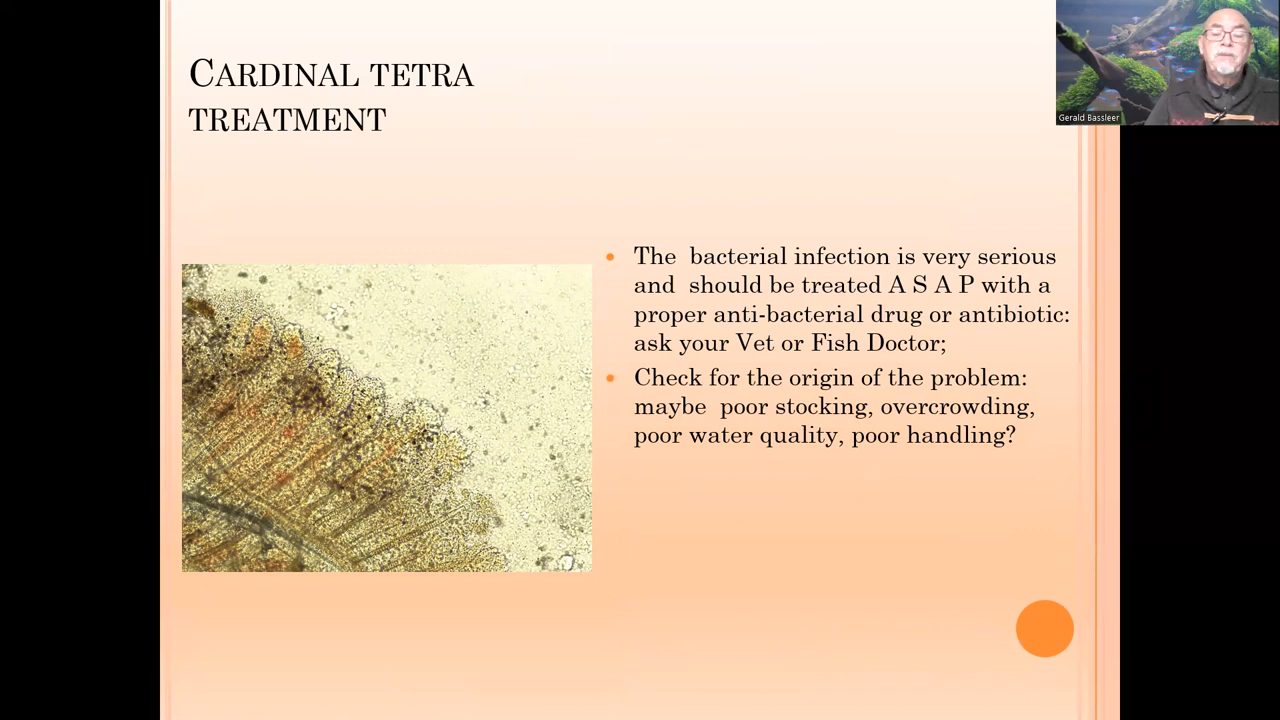 CARDINAL TETRA
TREATMENT
Gerald Bassleer
The bacterial infection is very serious
and should be treated A S A P with a
proper anti-bacterial drug or antibiotic:
ask your Vet or Fish Doctor;
Check for the origin of the problem:
maybe poor stocking, overcrowding,
poor water quality, poor handling?